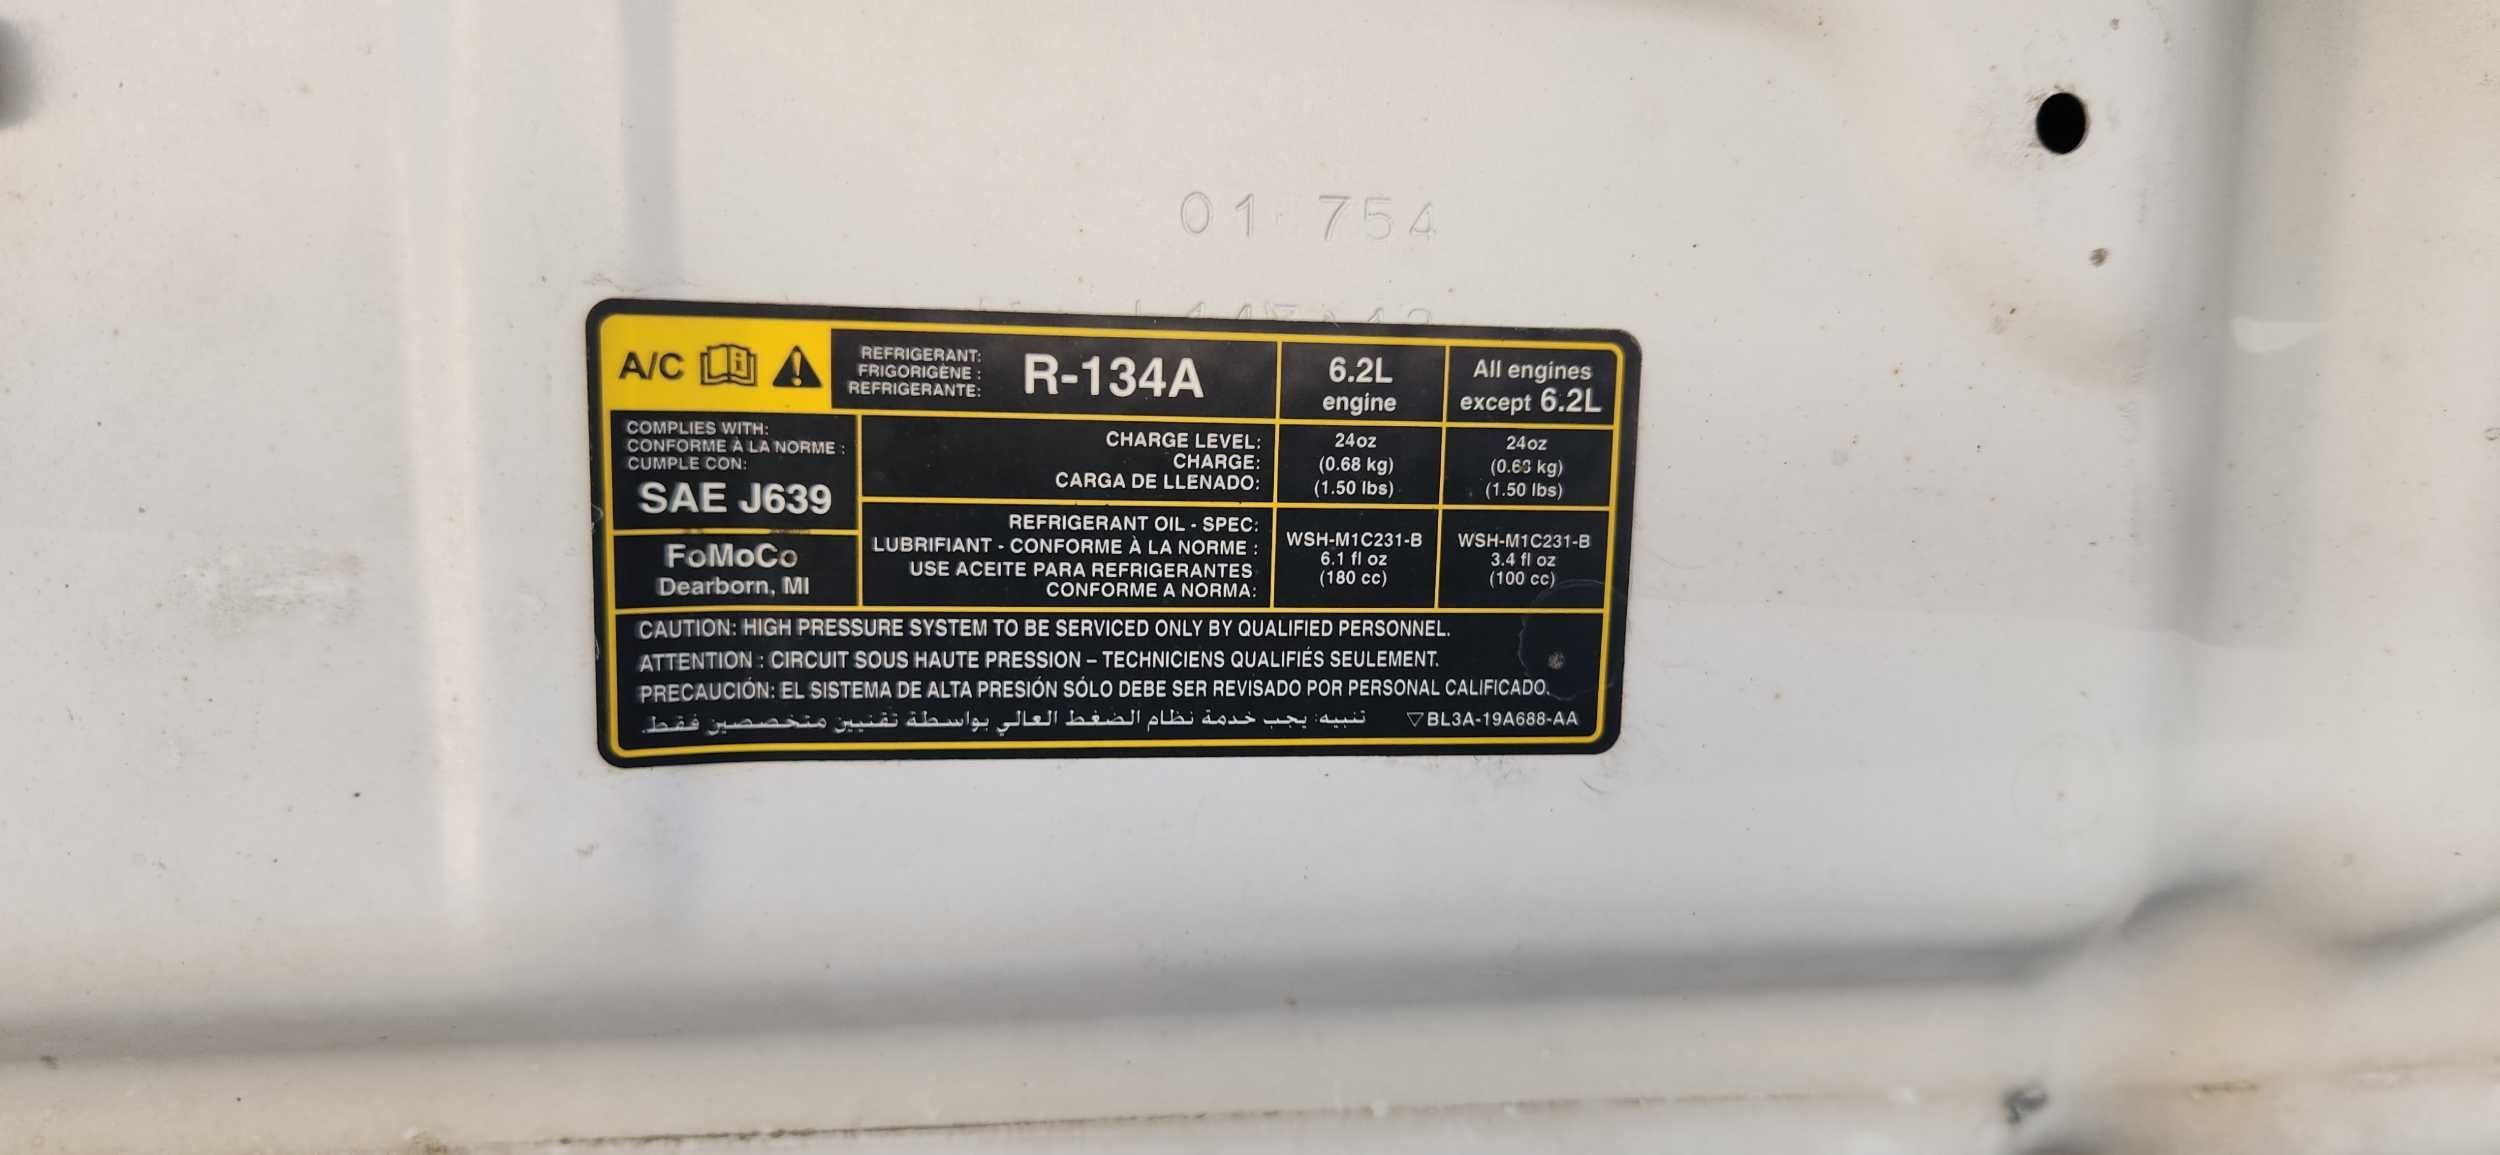 01 754
A/C
REFRIGERANT:
FRIGORIGÈNE :
REFRIGERANTE:
R-134A
6.2L
engine
All engines
except 6.2L
COMPLIES WITH:
CONFORME À LA NORME :
CUMPLE CON:
SAE J639
FoMoCo
Dearborn, MI
CHARGE LEVEL:
CHARGE:
CARGA DE LLENADO:
24oz
(0.68 kg)
(1.50 lbs)
24oz
(0.68 kg)
(1.50 lbs)
REFRIGERANT OIL - SPEC:
LUBRIFIANT - CONFORME À LA NORME :
USE ACEITE PARA REFRIGERANTES
CONFORME A NORMA:
WSH-M1C231-B
6.1 fl oz
(180 cc)
WSH-M1C231-B
3.4 fl oz
(100 cc)
CAUTION: HIGH PRESSURE SYSTEM TO BE SERVICED ONLY BY QUALIFIED PERSONNEL.
ATTENTION : CIRCUIT SOUS HAUTE PRESSION – TECHNICIENS QUALIFIÉS SEULEMENT.
PRECAUCIÓN: EL SISTEMA DE ALTA PRESIÓN SÓLO DEBE SER REVISADO POR PERSONAL CALIFICADO.
تنبيه: يجب خدمة نظام الضغط العالي بواسطة تقنيين متخصصين فقط.
BL3A-19A688-AA